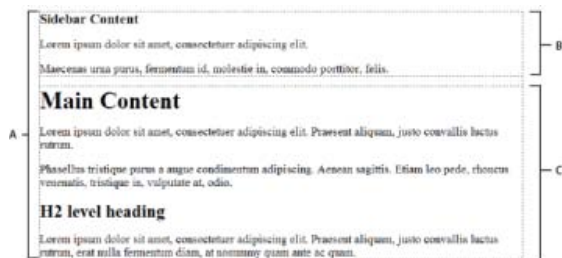 Sidebar Content
Lorem ipsum dolor sit amet, consectetuer adipiscing elit.
B
Maecenas urna purus, fermentum id, molestie in, commodo porttitor, felis.
Main Content
A
Lorem ipsum dolor sit amet, consectetuer adipiscing elit. Praesent aliquam, justo convallis luctus
rutrum.
Phasellus tristique purus a augue condimentum adipiscing. Aenean sagittis. Etiam leo pede, rhoncus
venenatis, tristique in, vulputate at, odio.
C
H2 level heading
Lorem ipsum dolor sit amet, consectetuer adipiscing elit. Praesent aliquam, justo convallis luctus
rutrum, erat nulla fermentum diam, at nonummy quam ante ac quam.